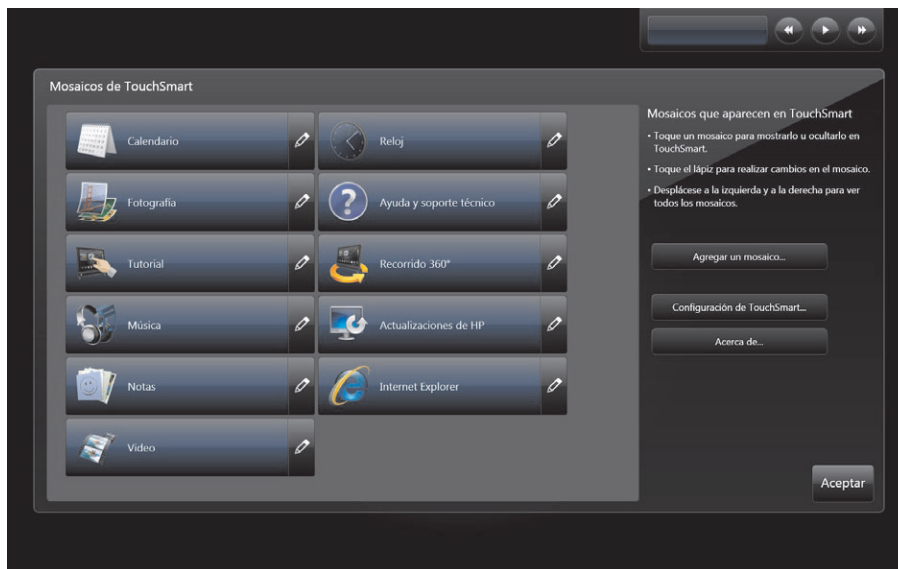 Mosaicos de TouchSmart
Calendario
Reloj
Fotografía
Ayuda y soporte técnico
Tutorial
Recorrido 360°
Música
Actualizaciones de HP
Notas
Internet Explorer
Video
Mosaicos que aparecen en TouchSmart
• Toque un mosaico para mostrarlo u ocultarlo en
TouchSmart.
• Toque el lápiz para realizar cambios en el mosaico.
• Desplácese a la izquierda y a la derecha para ver
todos los mosaicos.
Agregar un mosaico...
Configuración de TouchSmart...
Acerca de...
Aceptar